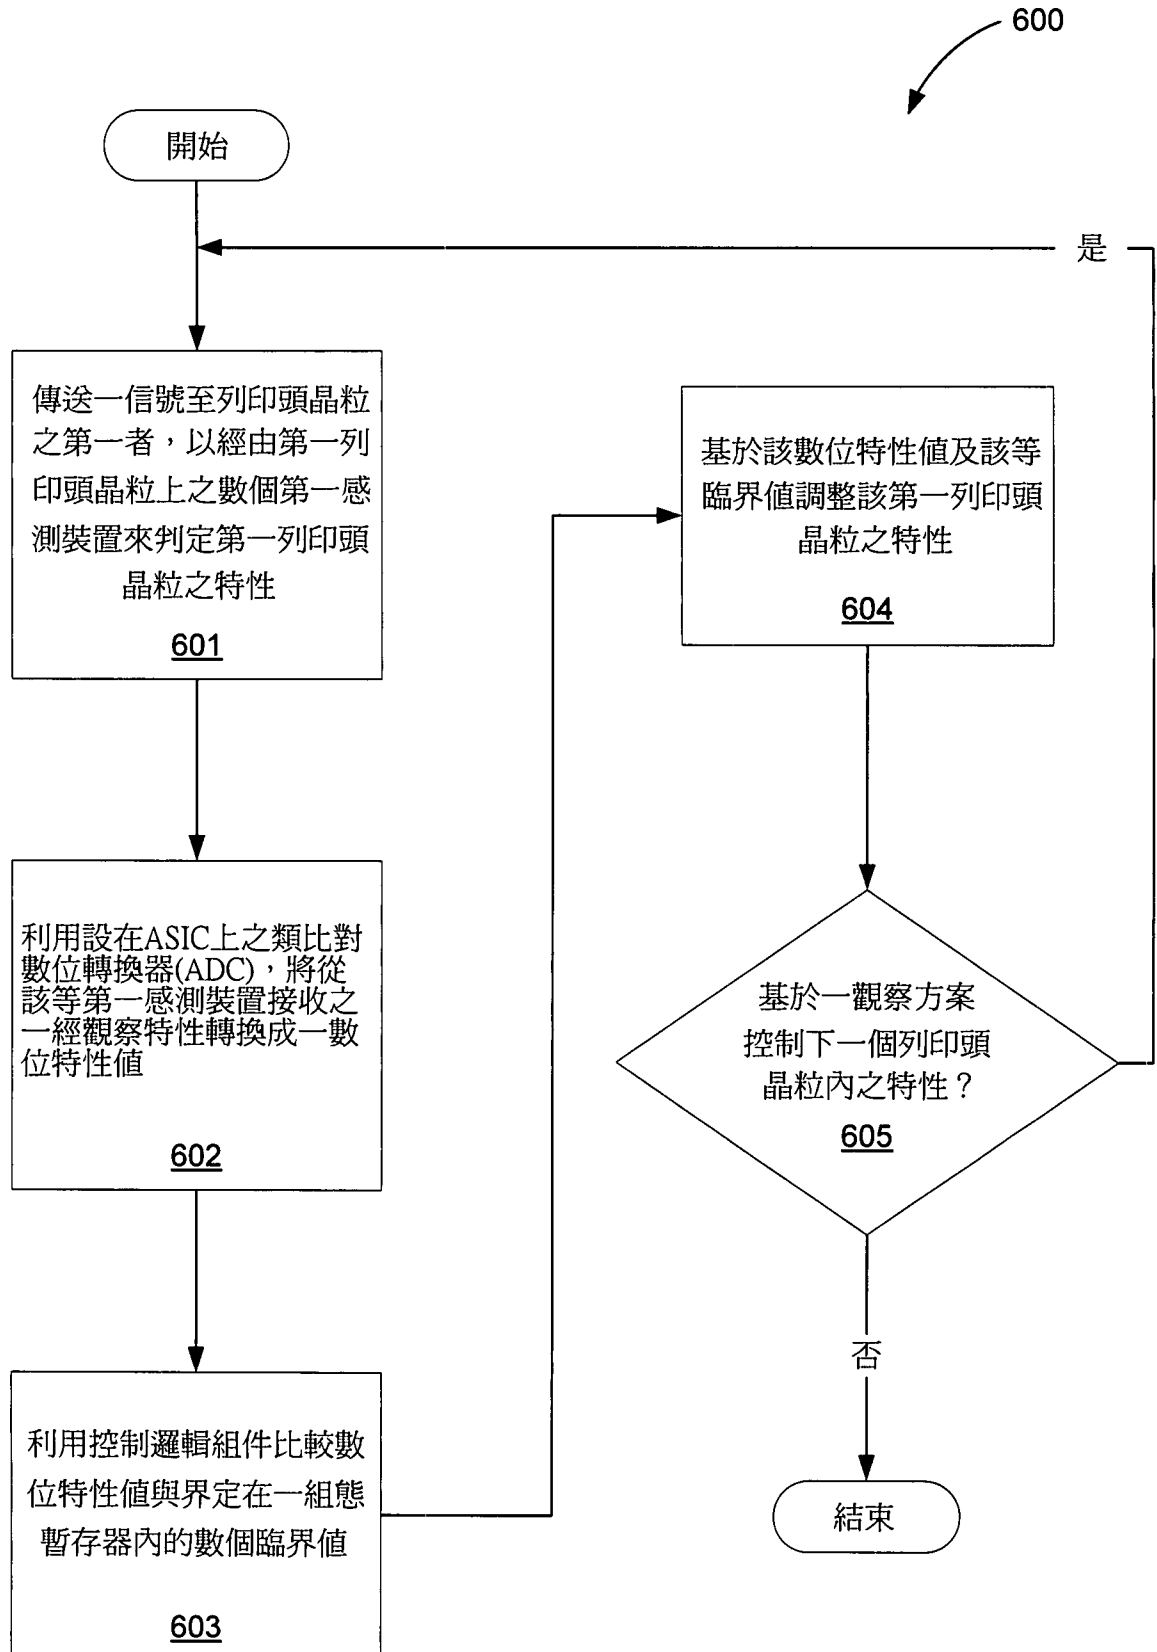 600
開始
是
傳送一信號至列印頭晶粒
之第一者，以經由第一列
印頭晶粒上之數個第一感
測裝置來判定第一列印頭
晶粒之特性
601
利用設在ASIC上之類比對
數位轉換器(ADC)，將從
該等第一感測裝置接收之
一經觀察特性轉換成一數
位特性值
602
利用控制邏輯組件比較數
位特性值與界定在一組態
暫存器內的數個臨界值
603
基於該數位特性值及該等
臨界值調整該第一列印頭
晶粒之特性
604
基於一觀察方案
控制下一個列印頭
晶粒內之特性？
605
否
結束